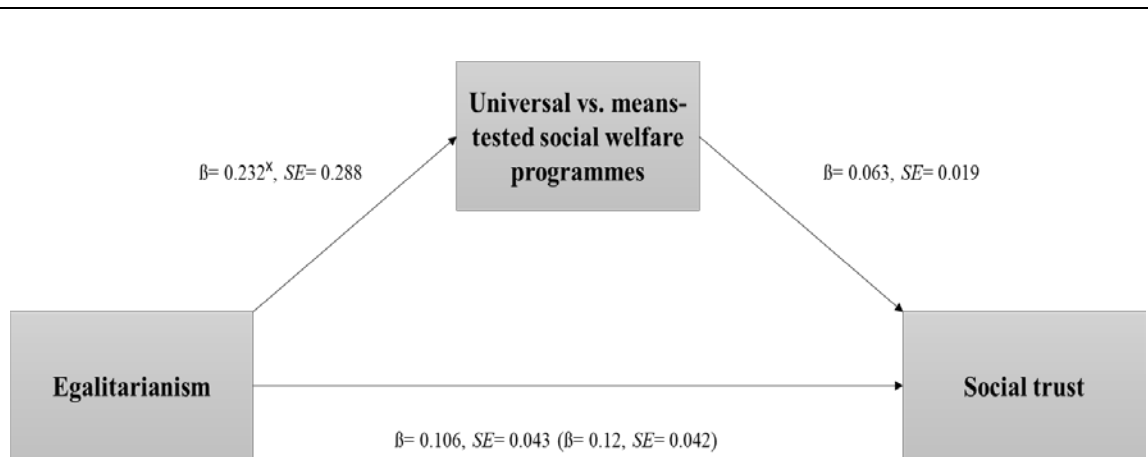 Universal vs. means-
tested social welfare
programmes
ß= 0.232ˣ, SE= 0.288
ß= 0.063, SE= 0.019
Egalitarianism
Social trust
ß= 0.106, SE= 0.043 (ß= 0.12, SE= 0.042)